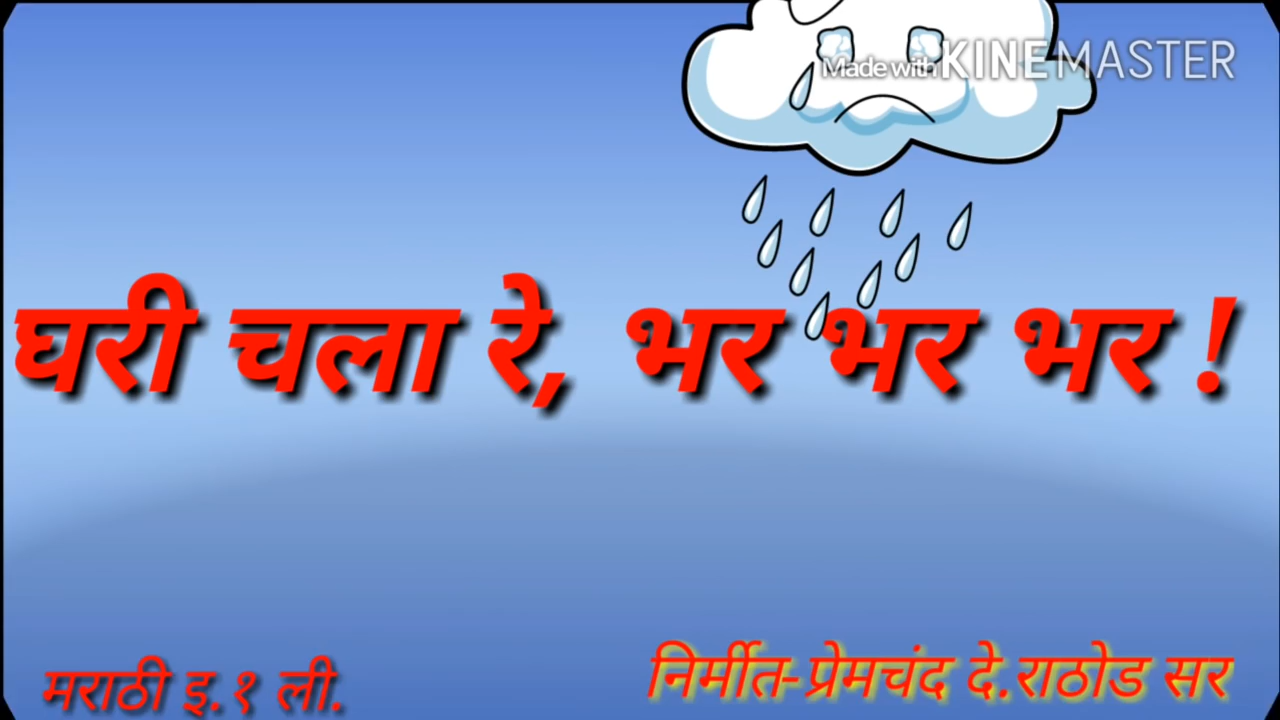 Made with KINEMASTER
घरी चला रे, भर भर भर !
मराठी इ.१ ली.
निर्मीत-प्रेमचंद दे.राठोड सर